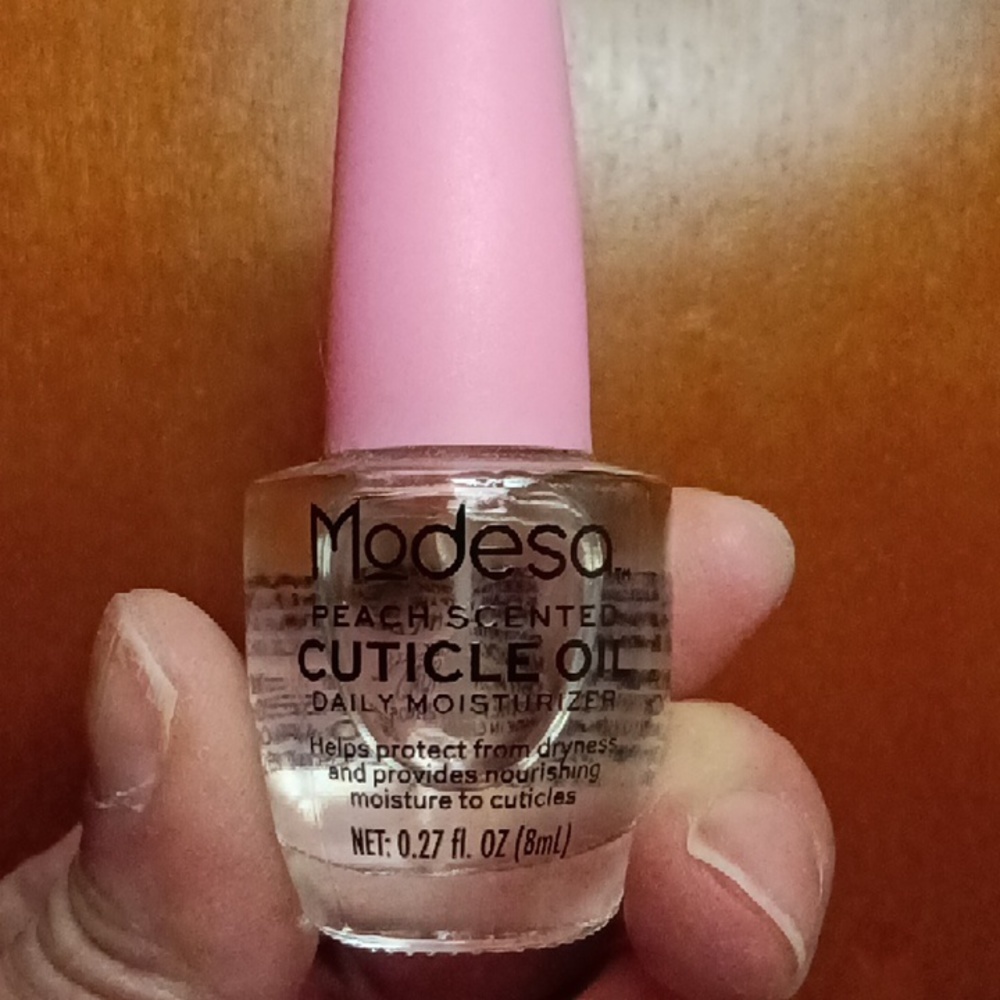 Modesa™
PEACH SCENTED
CUTICLE OIL
DAILY MOISTURIZER
Helps protect from dryness
and provides nourishing
moisture to cuticles
NET: 0.27 fl. OZ (8mL)